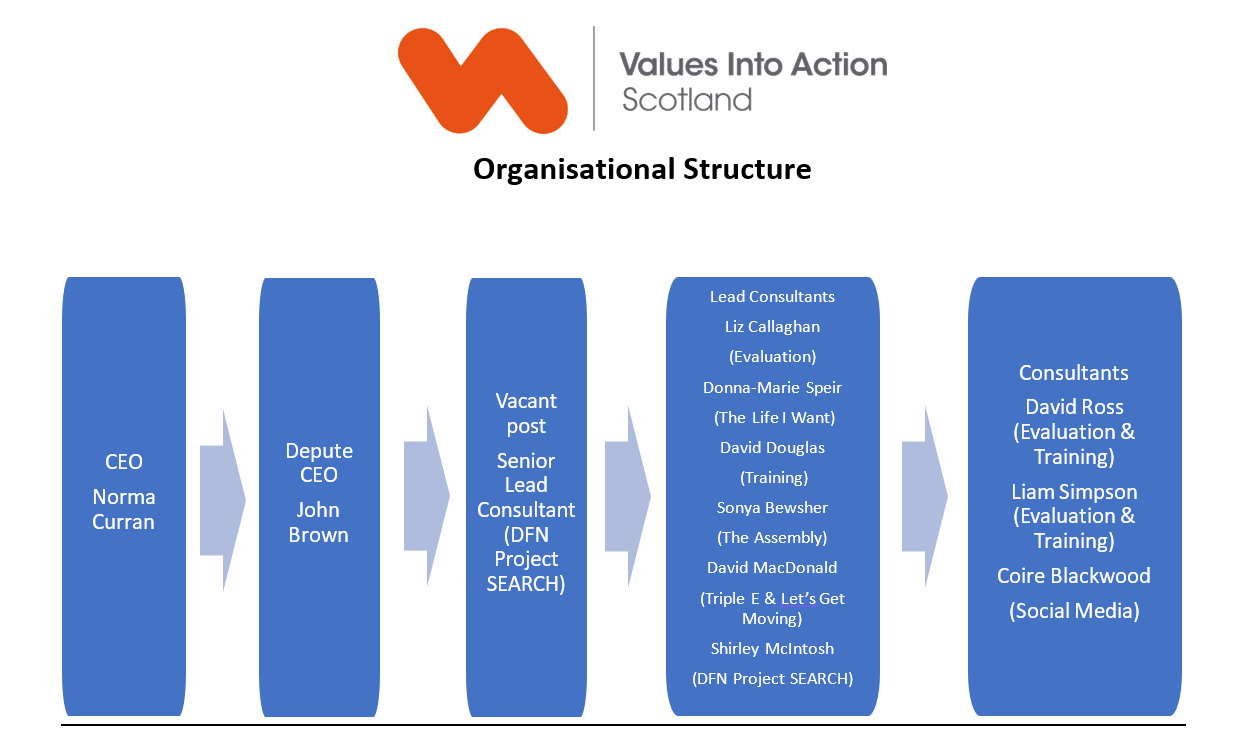 Values Into Action
Scotland
Organisational Structure
CEO
Norma
Curran
Depute
CEO
John
Brown
Vacant
post
Senior
Lead
Consultant
(DFN
Project
SEARCH)
Lead Consultants
Liz Callaghan
(Evaluation)
Donna-Marie Speir
(The Life I Want)
David Douglas
(Training)
Sonya Bewsher
(The Assembly)
David MacDonald
(Triple E & Let’s Get
Moving)
Shirley McIntosh
(DFN Project SEARCH)
Consultants
David Ross
(Evaluation &
Training)
Liam Simpson
(Evaluation &
Training)
Coire Blackwood
(Social Media)